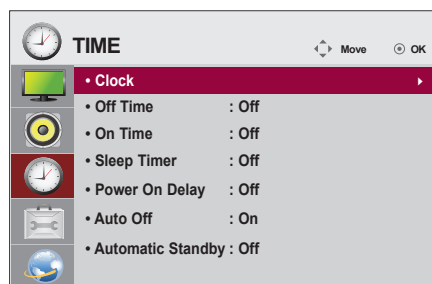 TIME
Move
OK
• Clock
• Off Time : Off
• On Time : Off
• Sleep Timer : Off
• Power On Delay : Off
• Auto Off : On
• Automatic Standby : Off